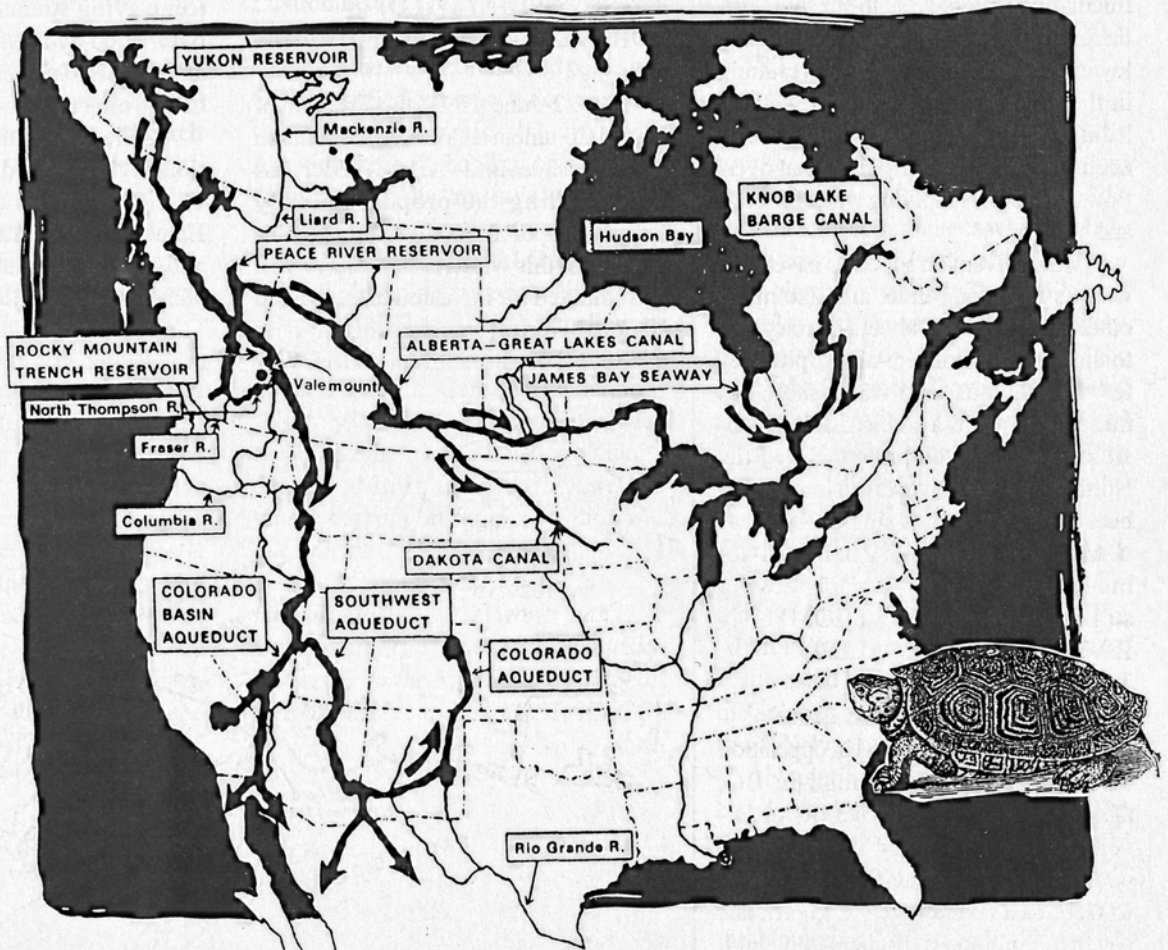 YUKON RESERVOIR
Mackenzie R.
Liard R.
PEACE RIVER RESERVOIR
Hudson Bay
KNOB LAKE
BARGE CANAL
ROCKY MOUNTAIN
TRENCH RESERVOIR
ALBERTA-GREAT LAKES CANAL
JAMES BAY SEAWAY
Valemount
North Thompson R.
Fraser R.
Columbia R.
DAKOTA CANAL
COLORADO
BASIN
AQUEDUCT
SOUTHWEST
AQUEDUCT
COLORADO
AQUEDUCT
Rio Grande R.